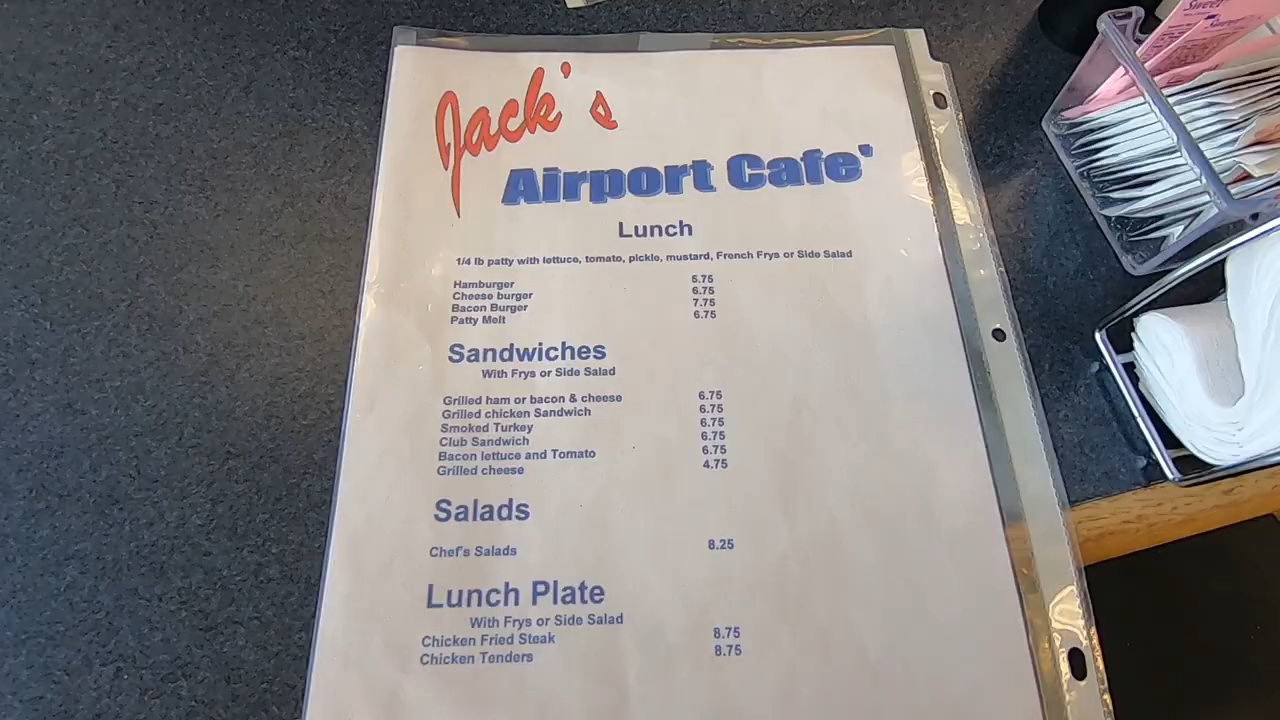 Jack's
Airport Cafe'
Lunch
1/4 lb patty with lettuce, tomato, pickle, mustard, French Frys or Side Salad
Hamburger 5.75
Cheese burger 6.75
Bacon Burger 7.75
Patty Melt 6.75
Sandwiches
With Frys or Side Salad
Grilled ham or bacon & cheese 6.75
Grilled chicken Sandwich 6.75
Smoked Turkey 6.75
Club Sandwich 6.75
Bacon lettuce and Tomato 6.75
Grilled cheese 4.75
Salads
Chef's Salads 8.25
Lunch Plate
With Frys or Side Salad
Chicken Fried Steak 8.75
Chicken Tenders 8.75
Sweet